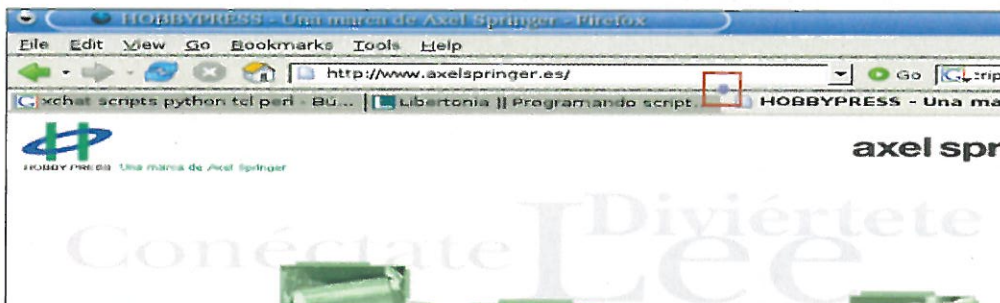 HOBBYPRESS - Una marca de Axel Springer - Firefox
File Edit View Go Bookmarks Tools Help
http://www.axelspringer.es/ Go
xchat scripts python tcl perl - Bú... Libertonia || Programando script... HOBBYPRESS - Una ma
HOBBY PRESS Una marca de Axel Springer
axel spr
Diviértete
Conéctate Lee